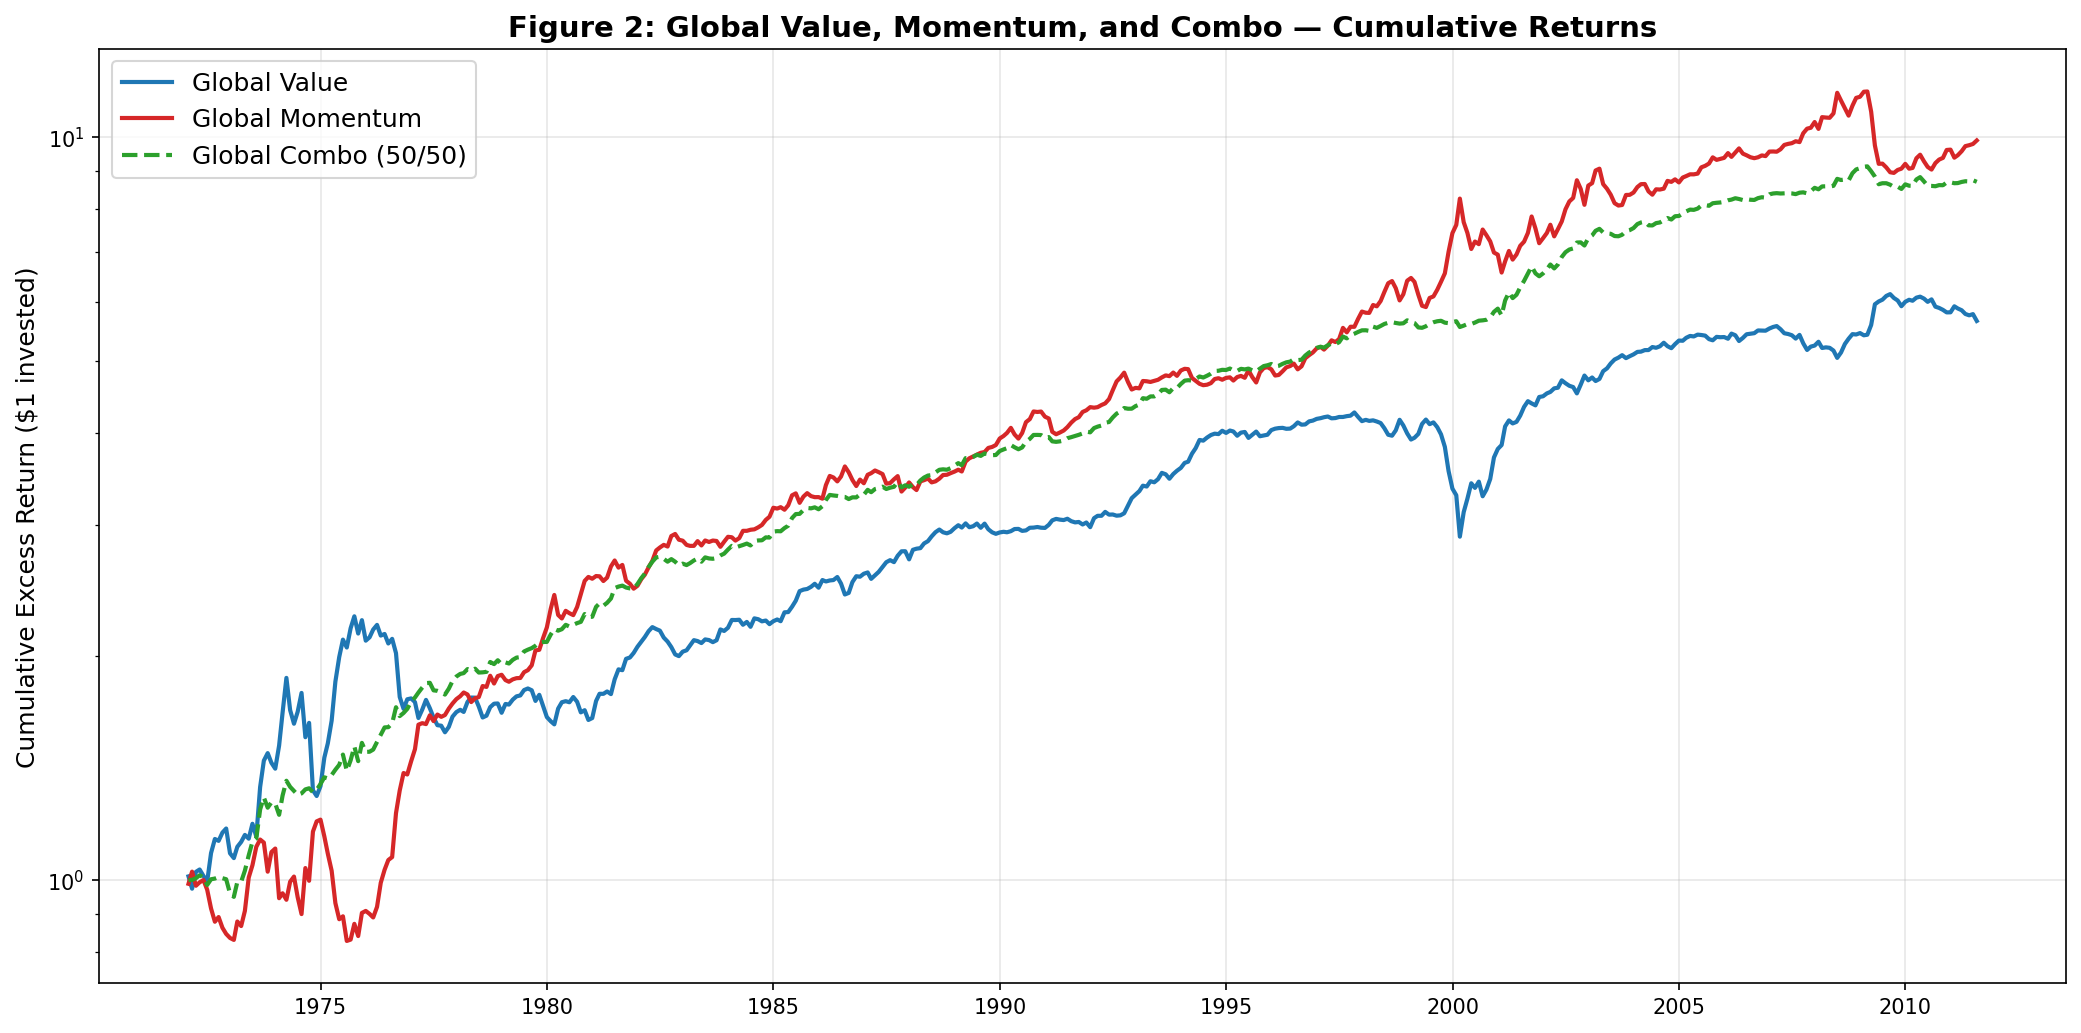 Figure 2: Global Value, Momentum, and Combo — Cumulative Returns
Global Value
Global Momentum
Global Combo (50/50)
Cumulative Excess Return ($1 invested)
10¹
10⁰
1975 1980 1985 1990 1995 2000 2005 2010